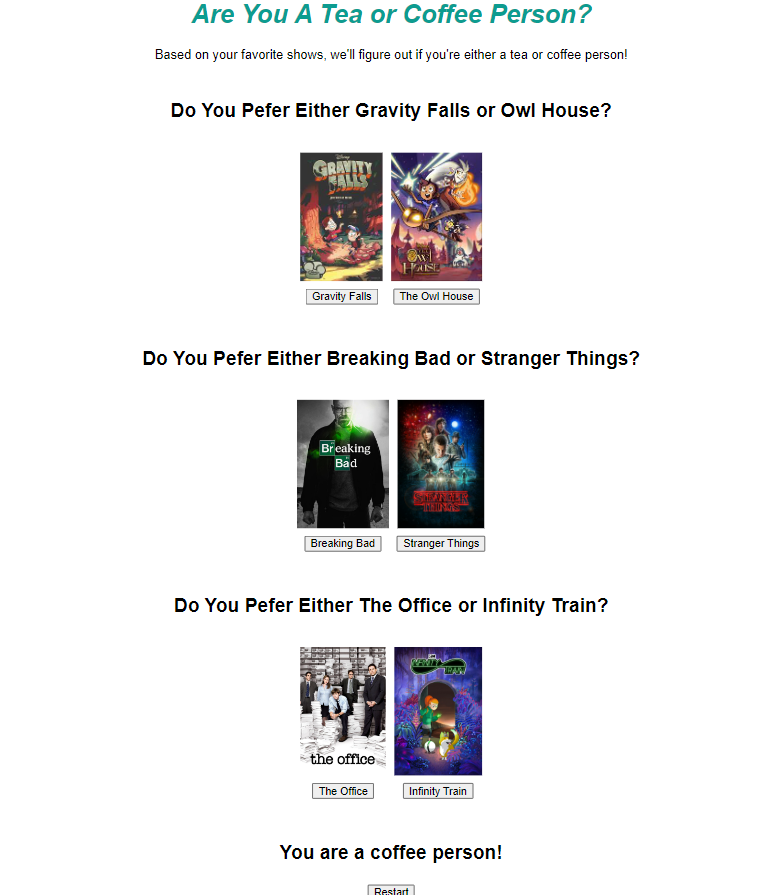 Are You A Tea or Coffee Person?
Based on your favorite shows, we'll figure out if you're either a tea or coffee person!
Do You Pefer Either Gravity Falls or Owl House?
GRAVITY
FALLS
THE
OWL
HOUSE
Gravity Falls
The Owl House
Do You Pefer Either Breaking Bad or Stranger Things?
Breaking
Bad
STRANGER
THINGS
Breaking Bad
Stranger Things
Do You Pefer Either The Office or Infinity Train?
the office
INFINITY
TRAIN
The Office
Infinity Train
You are a coffee person!
Restart